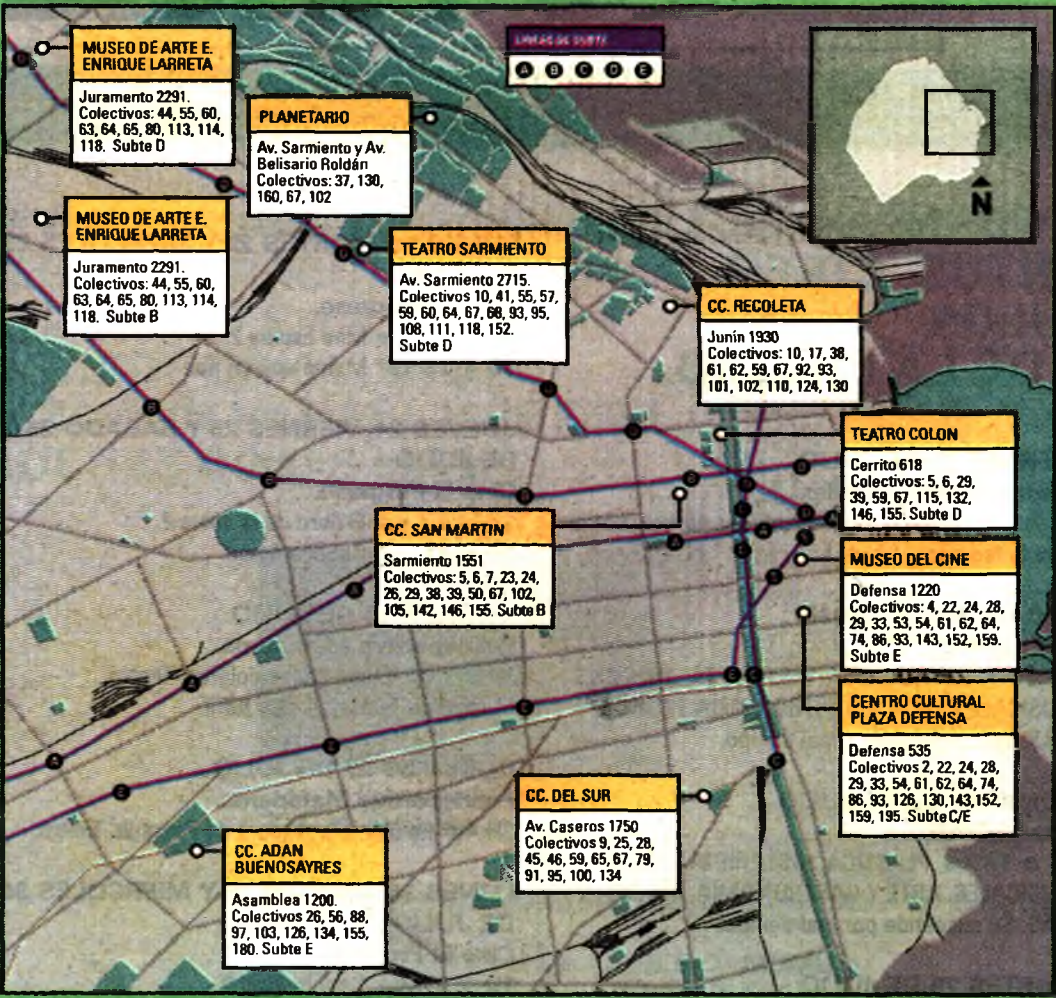 MUSEO DE ARTE E.
ENRIQUE LARRETA
Juramento 2291.
Colectivos: 44, 55, 60,
63, 64, 65, 80, 113, 114,
118. Subte D
LINEAS DE SUBTE
A B C D E
N
PLANETARIO
Av. Sarmiento y Av.
Belisario Roldán
Colectivos: 37, 130,
160, 67, 102
MUSEO DE ARTE E.
ENRIQUE LARRETA
Juramento 2291.
Colectivos: 44, 55, 60,
63, 64, 65, 80, 113, 114,
118. Subte B
TEATRO SARMIENTO
Av. Sarmiento 2715.
Colectivos 10, 41, 55, 57,
59, 60, 64, 67, 68, 93, 95,
108, 111, 118, 152.
Subte D
CC. RECOLETA
Junín 1930
Colectivos: 10, 17, 38,
61, 62, 59, 67, 92, 93,
101, 102, 110, 124, 130
TEATRO COLON
Cerrito 618
Colectivos: 5, 6, 29,
39, 59, 67, 115, 132,
146, 155. Subte D
CC. SAN MARTIN
Sarmiento 1551
Colectivos: 5, 6, 7, 23, 24,
26, 29, 38, 39, 50, 67, 102,
105, 142, 146, 155. Subte B
MUSEO DEL CINE
Defensa 1220
Colectivos: 4, 22, 24, 28,
29, 33, 53, 54, 61, 62, 64,
74, 86, 93, 143, 152, 159.
Subte E
CENTRO CULTURAL
PLAZA DEFENSA
Defensa 535
Colectivos 2, 22, 24, 28,
29, 33, 54, 61, 62, 64, 74,
86, 93, 126, 130, 143, 152,
159, 195. Subte C/E
CC. DEL SUR
Av. Caseros 1750
Colectivos 9, 25, 28,
45, 46, 59, 65, 67, 79,
91, 95, 100, 134
CC. ADAN
BUENOSAYRES
Asamblea 1200.
Colectivos 26, 56, 88,
97, 103, 126, 134, 155,
180. Subte E